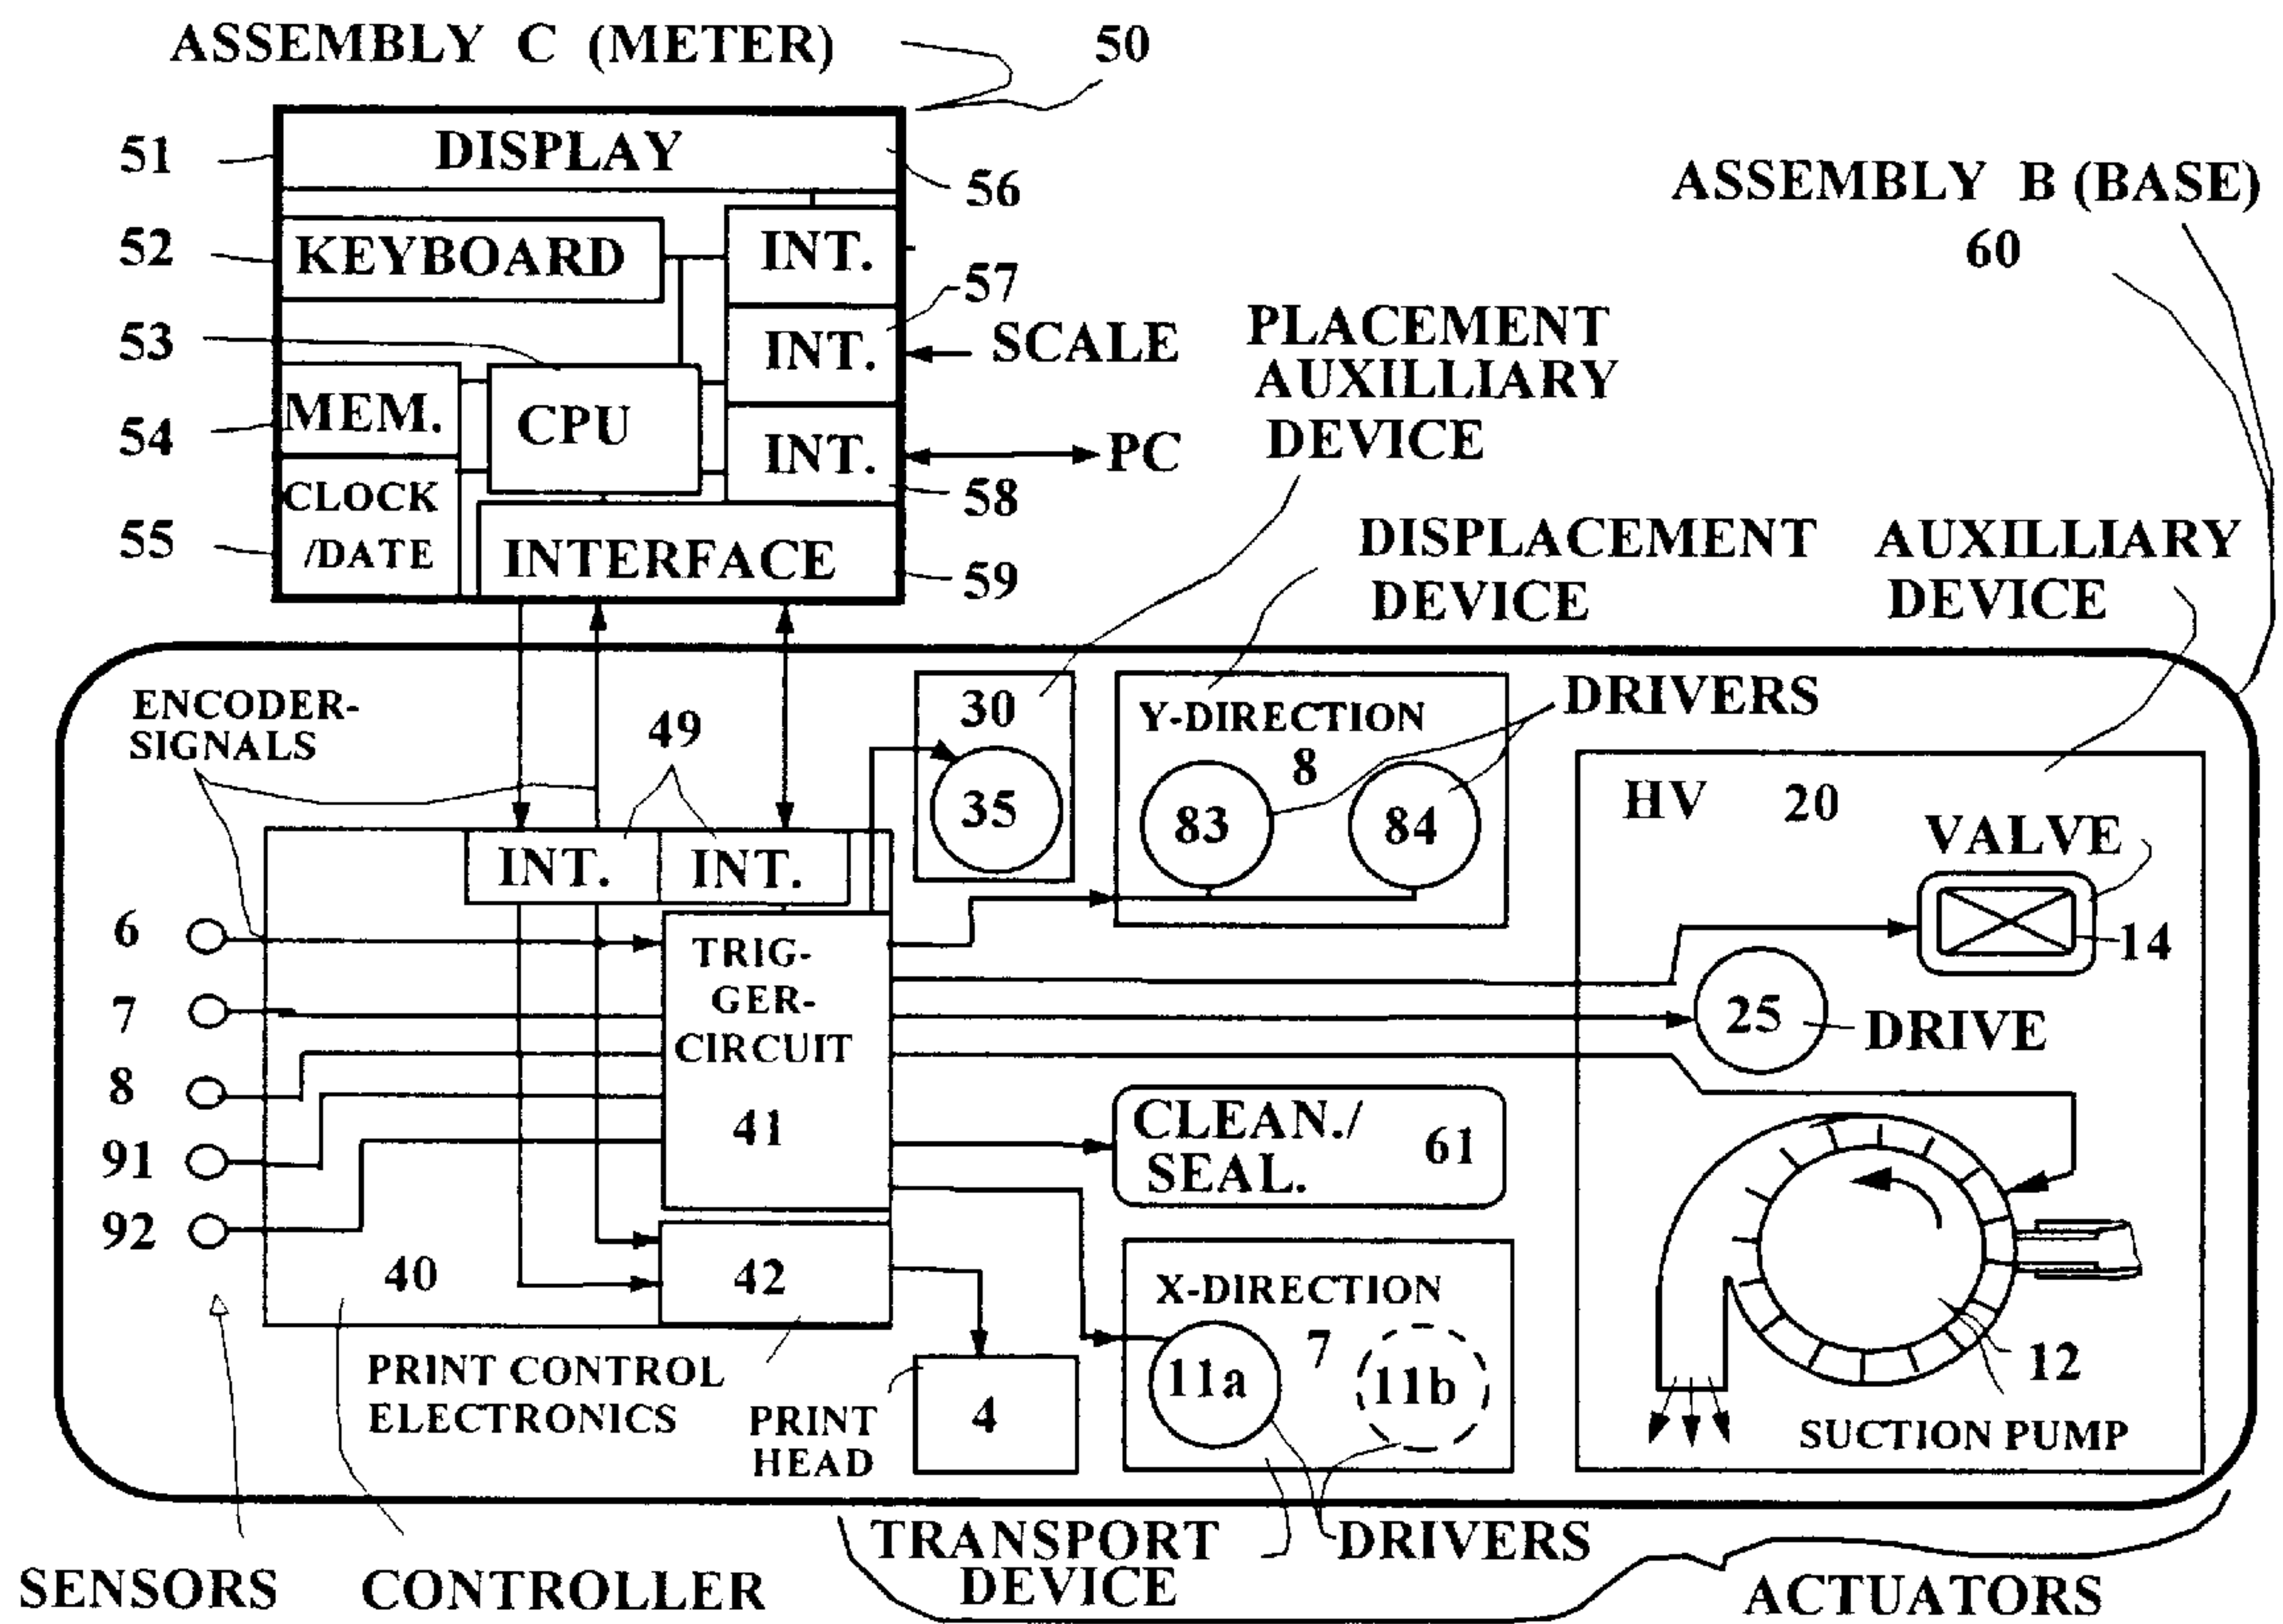 ASSEMBLY C (METER)
50
51
DISPLAY
56
ASSEMBLY B (BASE)
60
52
KEYBOARD
INT.
57
53
INT.
SCALE
PLACEMENT
AUXILLIARY
DEVICE
54
MEM.
CPU
INT.
PC
58
55
CLOCK
/DATE
INTERFACE
59
DISPLACEMENT
DEVICE
AUXILLIARY
DEVICE
ENCODER-
SIGNALS
49
30
35
Y-DIRECTION
8
83
84
DRIVERS
HV 20
VALVE
14
INT.
INT.
6
7
8
91
92
TRIG-
GER-
CIRCUIT
41
25
DRIVE
CLEAN./
SEAL.
61
40
42
X-DIRECTION
7
11a
11b
12
SUCTION PUMP
PRINT CONTROL
ELECTRONICS
PRINT
HEAD
4
SENSORS
CONTROLLER
TRANSPORT
DEVICE
DRIVERS
ACTUATORS